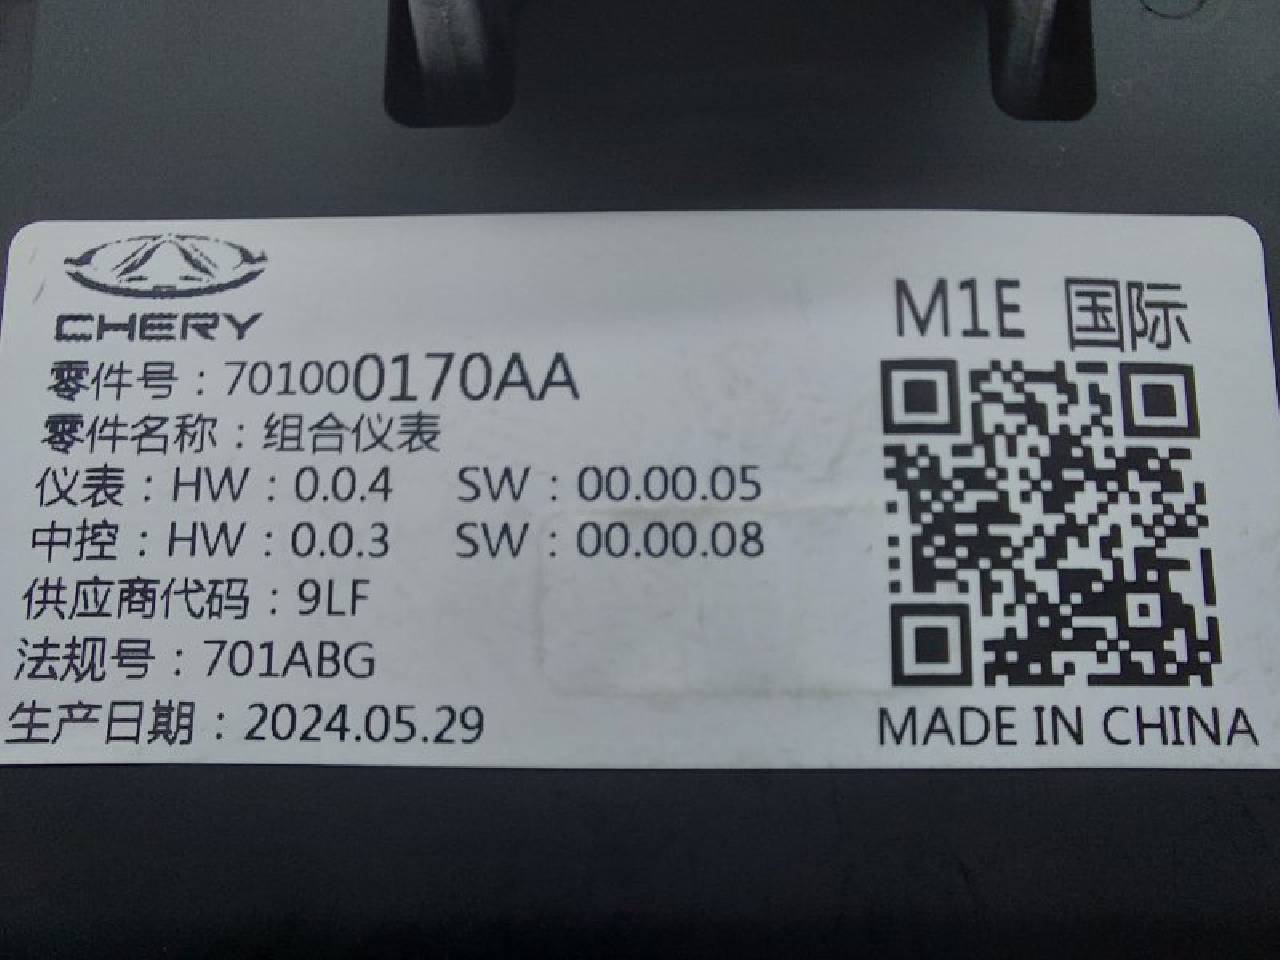 CHERY
零件号：701000170AA
零件名称：组合仪表
仪表：HW：0.0.4 SW：00.00.05
中控：HW：0.0.3 SW：00.00.08
供应商代码：9LF
法规号：701ABG
生产日期：2024.05.29
M1E 国际
MADE IN CHINA